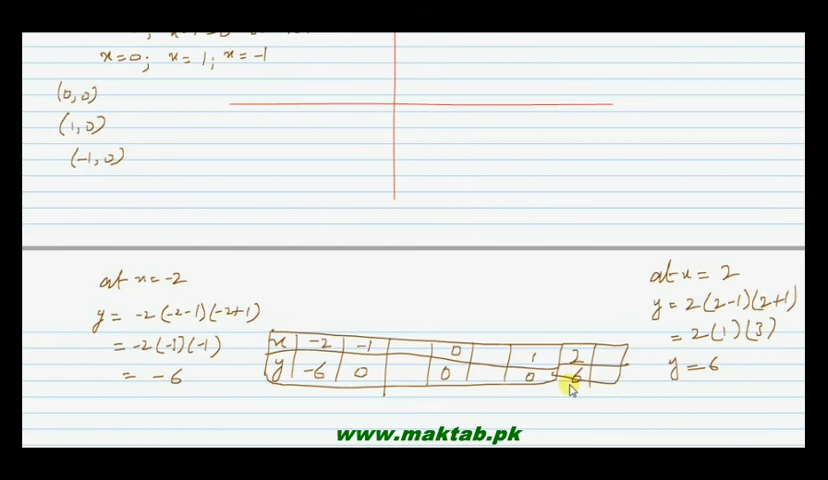 x=0; x=1; x=-1
(0,0)
(1,0)
(-1,0)
at x=-2
y= -2(-2-1)(-2+1)
=-2(-3)(-1)
= -6
x -2 -1 0 1 2
y -6 0 0 0 6
at x= 2
y= 2(2-1)(2+1)
=2(1)(3)
y=6
www.maktab.pk